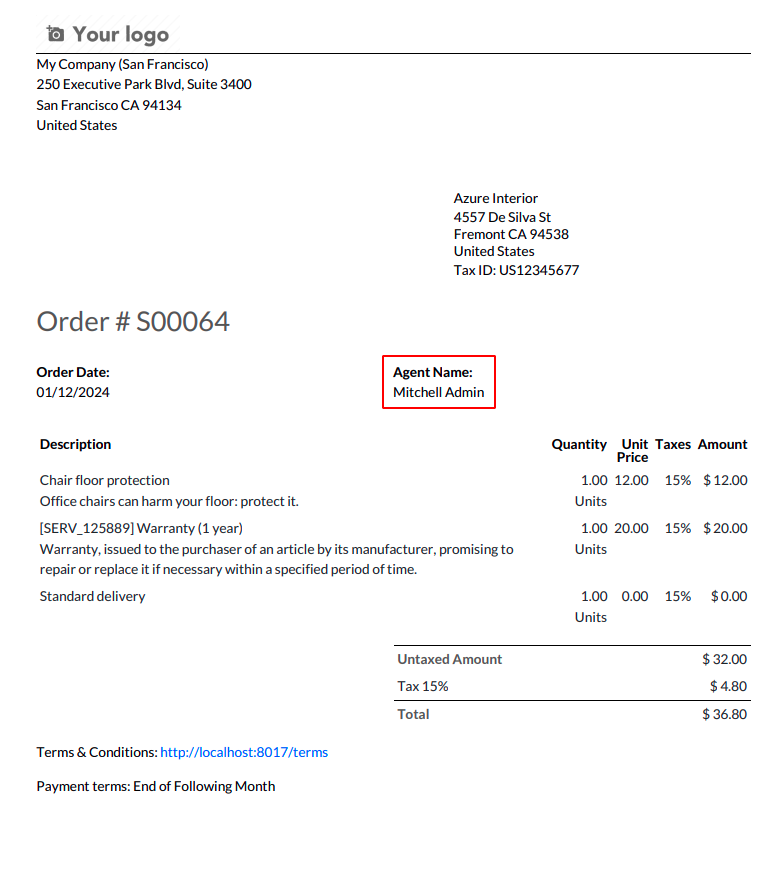 Your logo
My Company (San Francisco)
250 Executive Park Blvd, Suite 3400
San Francisco CA 94134
United States
Azure Interior
4557 De Silva St
Fremont CA 94538
United States
Tax ID: US12345677
Order # S00064
Order Date: Agent Name:
01/12/2024 Mitchell Admin
Description Quantity Unit Price Taxes Amount
Chair floor protection 1.00 12.00 15% $ 12.00
Office chairs can harm your floor: protect it. Units
[SERV_125889] Warranty (1 year) 1.00 20.00 15% $ 20.00
Warranty, issued to the purchaser of an article by its manufacturer, promising to Units
repair or replace it if necessary within a specified period of time.
Standard delivery 1.00 0.00 15% $ 0.00
Units
Untaxed Amount $ 32.00
Tax 15% $ 4.80
Total $ 36.80
Terms & Conditions: http://localhost:8017/terms
Payment terms: End of Following Month